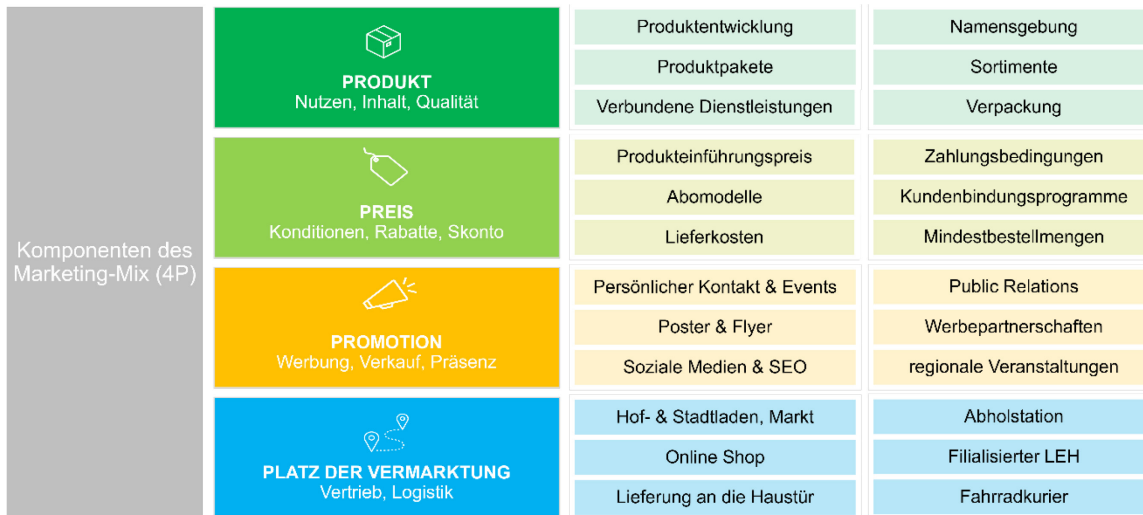 Komponenten des
Marketing-Mix (4P)
PRODUKT
Nutzen, Inhalt, Qualität
Produktentwicklung
Namensgebung
Produktpakete
Sortimente
Verbundene Dienstleistungen
Verpackung
PREIS
Konditionen, Rabatte, Skonto
Produkteinführungspreis
Zahlungsbedingungen
Abomodelle
Kundenbindungsprogramme
Lieferkosten
Mindestbestellmengen
PROMOTION
Werbung, Verkauf, Präsenz
Persönlicher Kontakt & Events
Public Relations
Poster & Flyer
Werbepartnerschaften
Soziale Medien & SEO
regionale Veranstaltungen
PLATZ DER VERMARKTUNG
Vertrieb, Logistik
Hof- & Stadtladen, Markt
Abholstation
Online Shop
Filialisierter LEH
Lieferung an die Haustür
Fahrradkurier